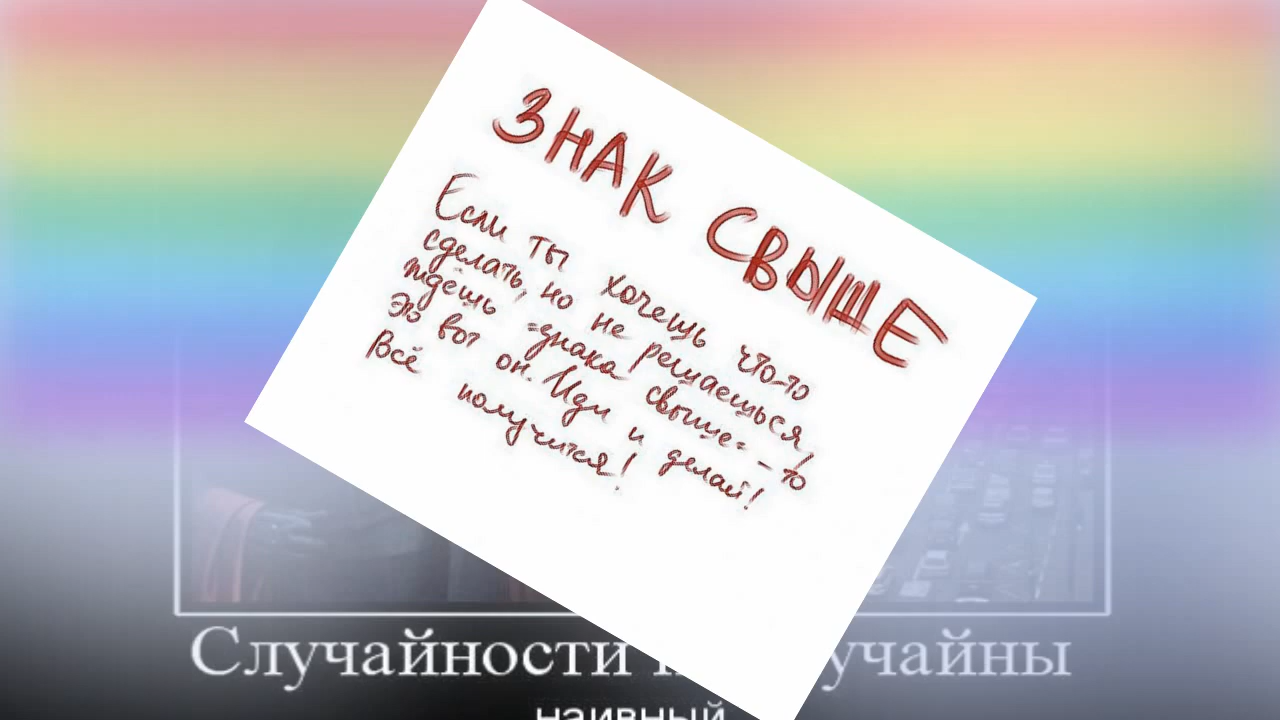 ЗНАК СВЫШЕ
Если ты хочешь что-то
сделать, но не решаешься,
ждёшь "знака свыше" - то
это вот он. Иди и делай!
Всё получится!
Случайности
наивный